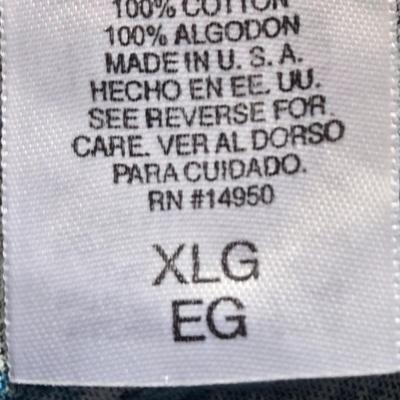 100% COTTON
100% ALGODON
MADE IN U. S. A.
HECHO EN EE. UU.
SEE REVERSE FOR
CARE. VER AL DORSO
PARA CUIDADO.
RN #14950
XLG
EG